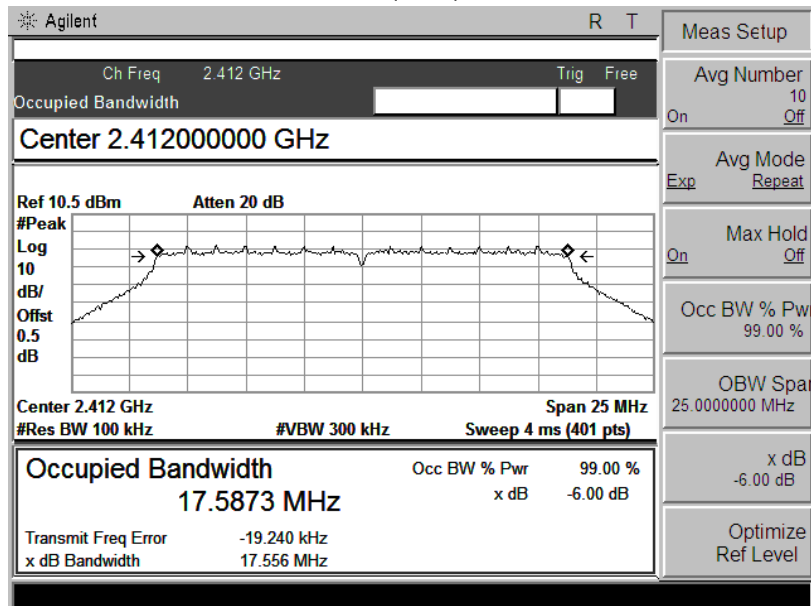 Agilent R T
Ch Freq 2.412 GHz Trig Free
Occupied Bandwidth
Center 2.412000000 GHz
Ref 10.5 dBm Atten 20 dB
#Peak
Log
10
dB/
Offst
0.5
dB
Center 2.412 GHz Span 25 MHz
#Res BW 100 kHz #VBW 300 kHz Sweep 4 ms (401 pts)
Occupied Bandwidth Occ BW % Pwr 99.00 %
17.5873 MHz x dB -6.00 dB
Transmit Freq Error -19.240 kHz
x dB Bandwidth 17.556 MHz
Meas Setup
Avg Number
10
On Off
Avg Mode
Exp Repeat
Max Hold
On Off
Occ BW % Pwr
99.00 %
OBW Span
25.0000000 MHz
x dB
-6.00 dB
Optimize
Ref Level